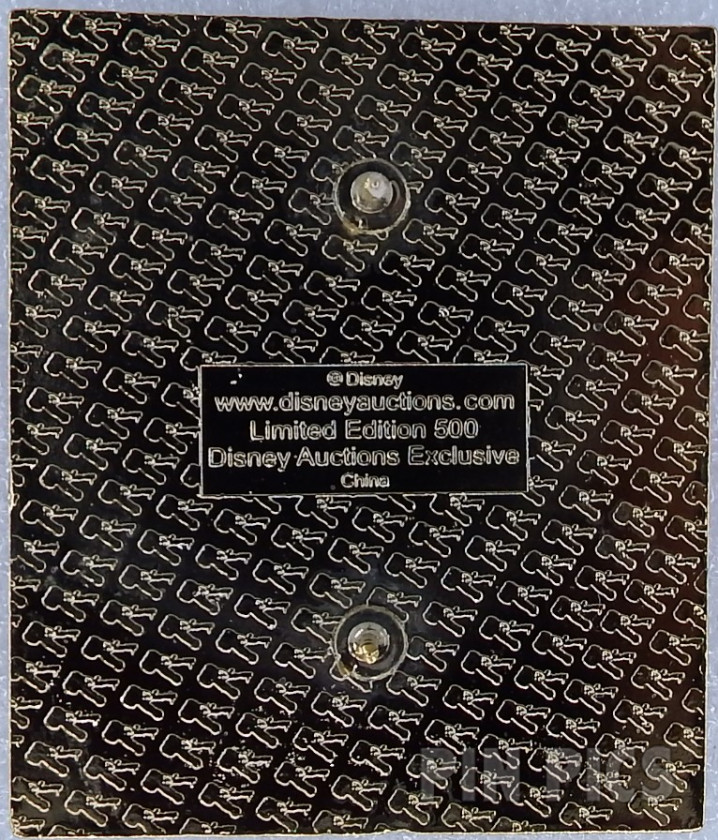 © Disney
www.disneyauctions.com
Limited Edition 500
Disney Auctions Exclusive
China
PIN PICS